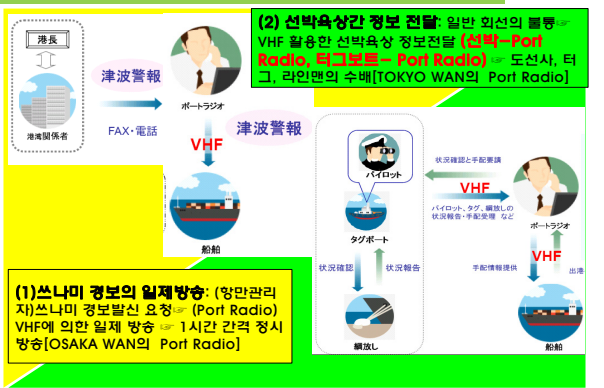 (2) 선박육상간 정보 전달: 일반 회선의 불통☞
VHF 활용한 선박육상 정보전달 (선박-Port
Radio, 터그보트- Port Radio) ☞ 도선사, 터
그, 라인맨의 수배[TOKYO WAN의 Port Radio]
港長
港湾関係者
津波警報
FAX・電話
ポートラジオ
VHF
津波警報
船舶
パイロット
タグボート
状況確認
状況報告
綱放し
状況確認と手配要請
VHF
パイロット、タグ、綱放しの
状況報告・手配受理 など
ポートラジオ
手配情報提供
VHF
出港
船舶
(1)쓰나미 경보의 일제방송: (항만관리
자)쓰나미 경보발신 요청☞ (Port Radio)
VHF에 의한 일제 방송 ☞ 1시간 간격 정시
방송[OSAKA WAN의 Port Radio]